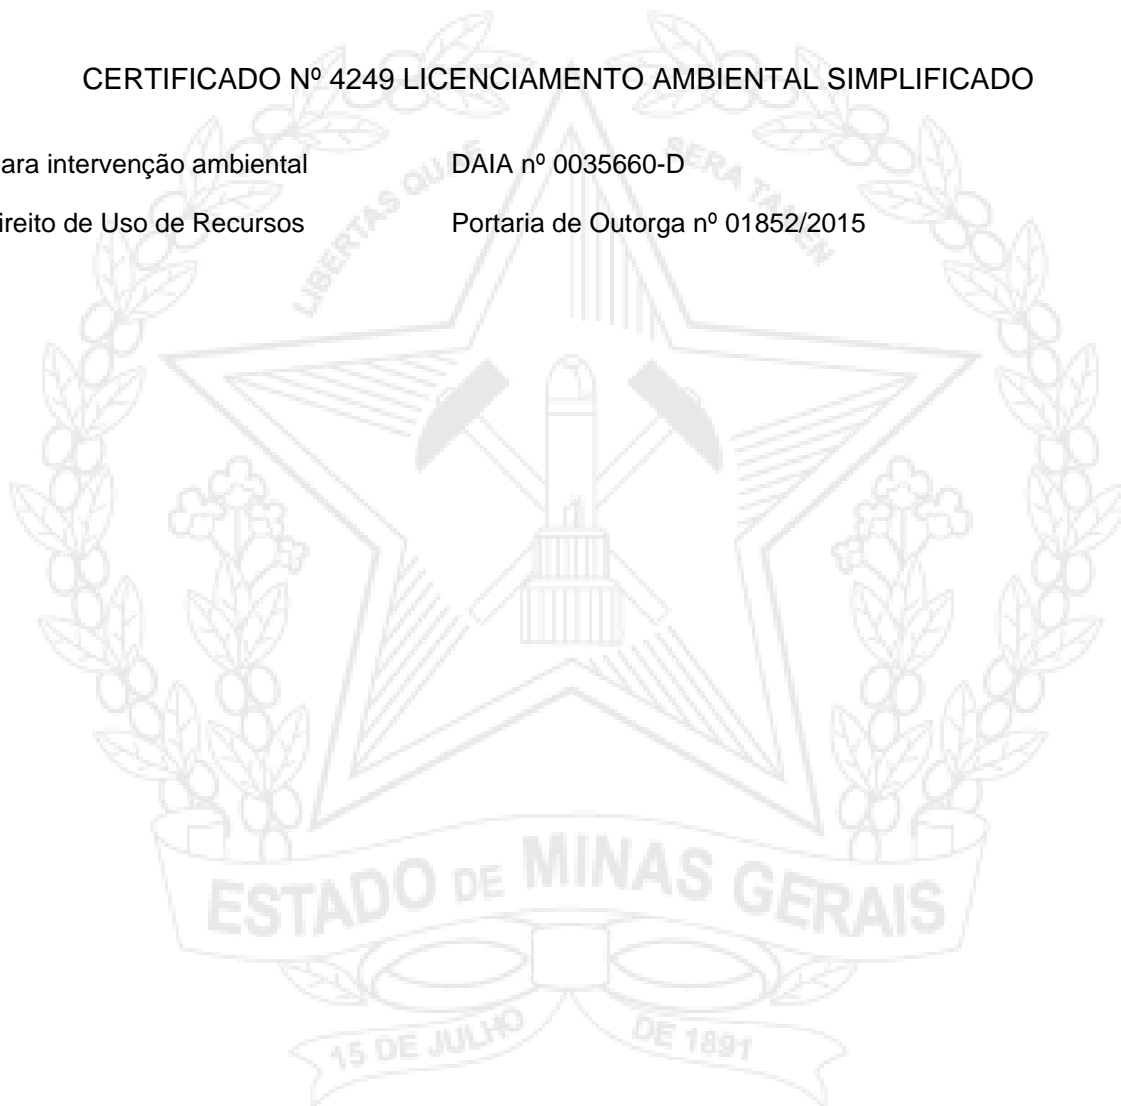 CERTIFICADO Nº 4249 LICENCIAMENTO AMBIENTAL SIMPLIFICADO
ara intervenção ambiental DAIA nº 0035660-D
ireito de Uso de Recursos Portaria de Outorga nº 01852/2015
LIBERTAS QUÆ SERA TAMEN
ESTADO DE MINAS GERAIS
15 DE JULHO DE 1891